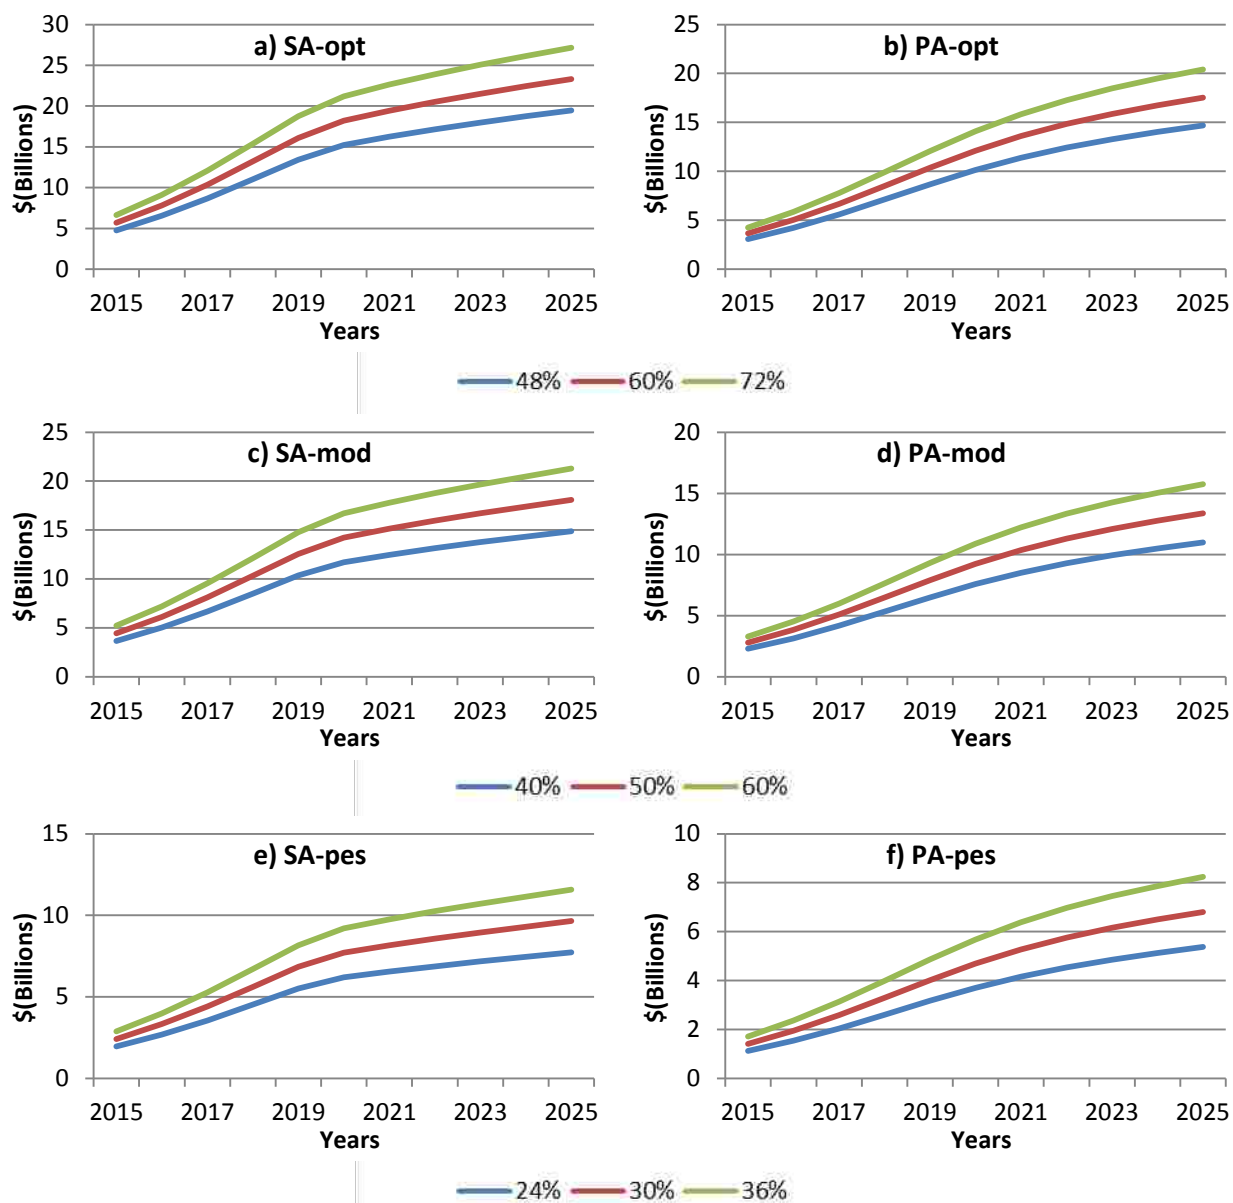 a) SA-opt
$(Billions)
30
25
20
15
10
5
0
2015 2017 2019 2021 2023 2025
Years
b) PA-opt
$(Billions)
25
20
15
10
5
0
2015 2017 2019 2021 2023 2025
Years
48% 60% 72%
c) SA-mod
$(Billions)
25
20
15
10
5
0
2015 2017 2019 2021 2023 2025
Years
d) PA-mod
$(Billions)
20
15
10
5
0
2015 2017 2019 2021 2023 2025
Years
40% 50% 60%
e) SA-pes
$(Billions)
15
10
5
0
2015 2017 2019 2021 2023 2025
Years
f) PA-pes
$(Billions)
10
8
6
4
2
0
2015 2017 2019 2021 2023 2025
Years
24% 30% 36%